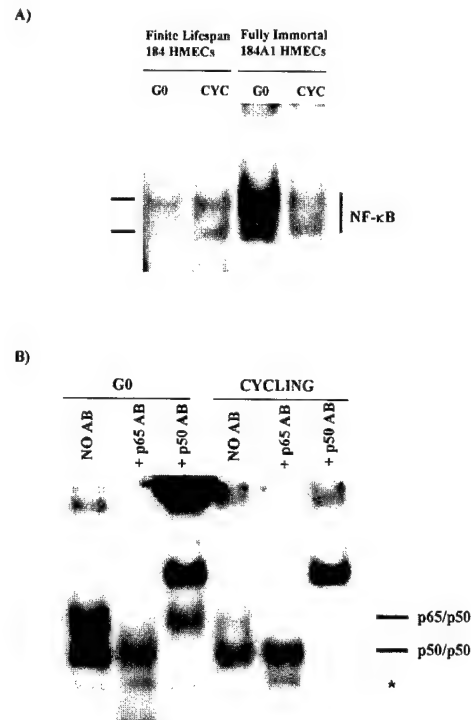 A)
Finite Lifespan Fully Immortal
184 HMECs 184A1 HMECs
G0 CYC G0 CYC
NF-κB
B)
G0 CYCLING
NO AB + p65 AB + p50 AB NO AB + p65 AB + p50 AB
p65/p50
p50/p50
*